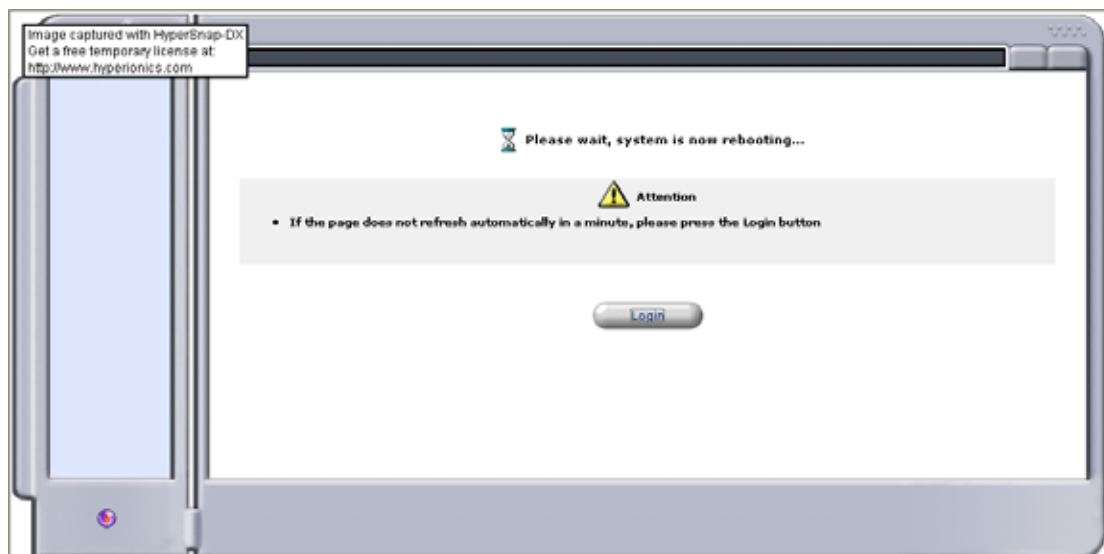 Image captured with HyperSnap-DX
Get a free temporary license at:
http://www.hyperionics.com
Please wait, system is now rebooting...
Attention
• If the page does not refresh automatically in a minute, please press the Login button
Login